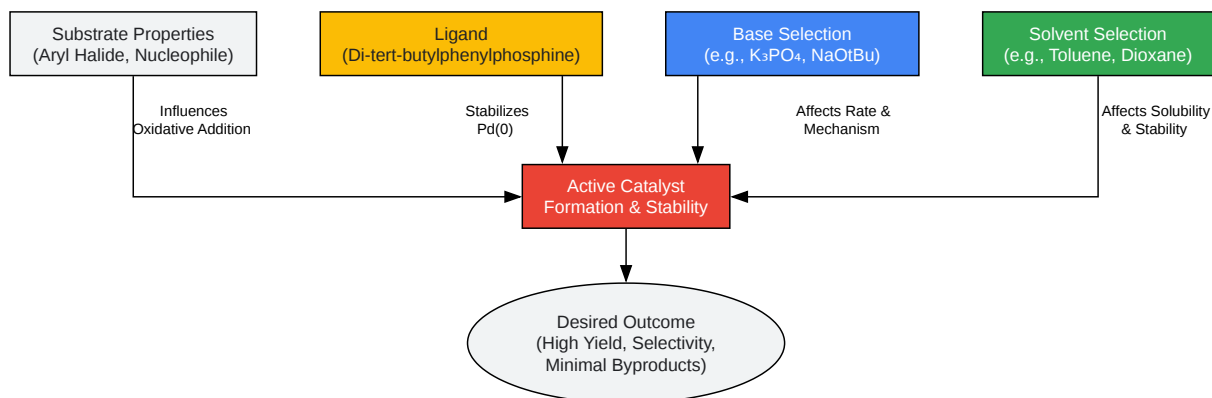 Substrate Properties
(Aryl Halide, Nucleophile)
Ligand
(Di-tert-butylphenylphosphine)
Base Selection
(e.g., K₃PO₄, NaOtBu)
Solvent Selection
(e.g., Toluene, Dioxane)
Influences
Oxidative Addition
Stabilizes
Pd(0)
Affects Rate &
Mechanism
Affects Solubility
& Stability
Active Catalyst
Formation & Stability
Desired Outcome
(High Yield, Selectivity,
Minimal Byproducts)